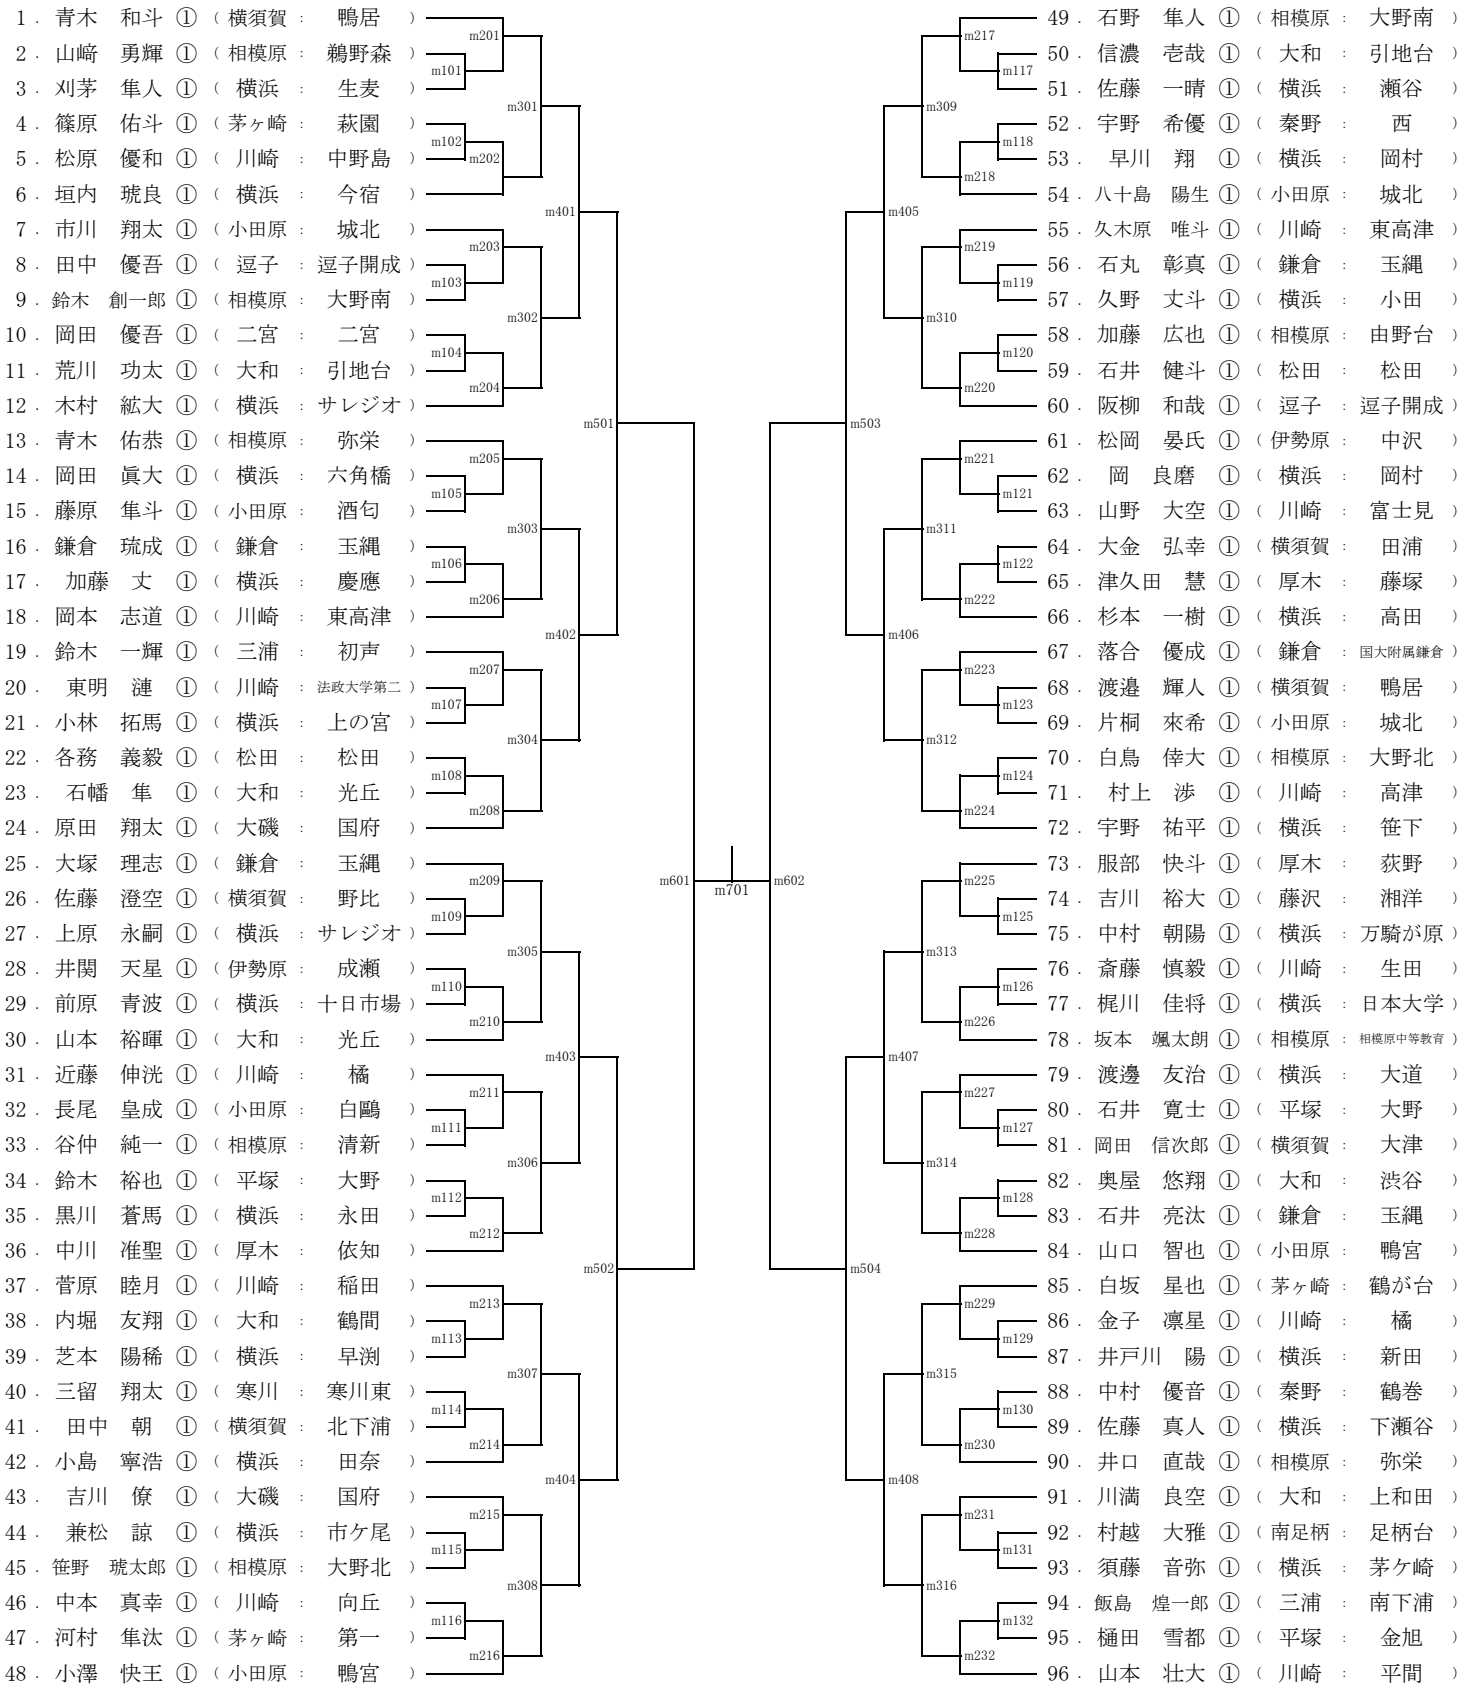 1 . 青木　和斗 ① ( 横須賀 : 鴨居 )
2 . 山﨑　勇輝 ① ( 相模原 : 鵜野森 )
3 . 刈茅　隼人 ① ( 横浜 : 生麦 )
4 . 篠原　佑斗 ① ( 茅ヶ崎 : 萩園 )
5 . 松原　優和 ① ( 川崎 : 中野島 )
6 . 垣内　琥良 ① ( 横浜 : 今宿 )
7 . 市川　翔太 ① ( 小田原 : 城北 )
8 . 田中　優吾 ① ( 逗子 : 逗子開成 )
9 . 鈴木　創一郎 ① ( 相模原 : 大野南 )
10 . 岡田　優吾 ① ( 二宮 : 二宮 )
11 . 荒川　功太 ① ( 大和 : 引地台 )
12 . 木村　紘大 ① ( 横浜 : サレジオ )
13 . 青木　佑恭 ① ( 相模原 : 弥栄 )
14 . 岡田　眞大 ① ( 横浜 : 六角橋 )
15 . 藤原　隼斗 ① ( 小田原 : 酒匂 )
16 . 鎌倉　琉成 ① ( 鎌倉 : 玉縄 )
17 . 加藤　丈 ① ( 横浜 : 慶應 )
18 . 岡本　志道 ① ( 川崎 : 東高津 )
19 . 鈴木　一輝 ① ( 三浦 : 初声 )
20 . 東明　漣 ① ( 川崎 : 法政大学第二 )
21 . 小林　拓馬 ① ( 横浜 : 上の宮 )
22 . 各務　義毅 ① ( 松田 : 松田 )
23 . 石幡　隼 ① ( 大和 : 光丘 )
24 . 原田　翔太 ① ( 大磯 : 国府 )
25 . 大塚　理志 ① ( 鎌倉 : 玉縄 )
26 . 佐藤　澄空 ① ( 横須賀 : 野比 )
27 . 上原　永嗣 ① ( 横浜 : サレジオ )
28 . 井関　天星 ① ( 伊勢原 : 成瀬 )
29 . 前原　青波 ① ( 横浜 : 十日市場 )
30 . 山本　裕暉 ① ( 大和 : 光丘 )
31 . 近藤　伸洸 ① ( 川崎 : 橘 )
32 . 長尾　皇成 ① ( 小田原 : 白鷗 )
33 . 谷仲　純一 ① ( 相模原 : 清新 )
34 . 鈴木　裕也 ① ( 平塚 : 大野 )
35 . 黒川　蒼馬 ① ( 横浜 : 永田 )
36 . 中川　准聖 ① ( 厚木 : 依知 )
37 . 菅原　睦月 ① ( 川崎 : 稲田 )
38 . 内堀　友翔 ① ( 大和 : 鶴間 )
39 . 芝本　陽稀 ① ( 横浜 : 早渕 )
40 . 三留　翔太 ① ( 寒川 : 寒川東 )
41 . 田中　朝 ① ( 横須賀 : 北下浦 )
42 . 小島　寧浩 ① ( 横浜 : 田奈 )
43 . 吉川　僚 ① ( 大磯 : 国府 )
44 . 兼松　諒 ① ( 横浜 : 市ケ尾 )
45 . 笹野　琥太郎 ① ( 相模原 : 大野北 )
46 . 中本　真幸 ① ( 川崎 : 向丘 )
47 . 河村　隼汰 ① ( 茅ヶ崎 : 第一 )
48 . 小澤　快王 ① ( 小田原 : 鴨宮 )
m101
m102
m103
m104
m105
m106
m107
m108
m109
m110
m111
m112
m113
m114
m115
m116
m201
m202
m203
m204
m205
m206
m207
m208
m209
m210
m211
m212
m213
m214
m215
m216
m301
m302
m303
m304
m305
m306
m307
m308
m401
m402
m403
m404
m501
m502
m601
m701
m602
m503
m504
m405
m406
m407
m408
m309
m310
m311
m312
m313
m314
m315
m316
m217
m218
m219
m220
m221
m222
m223
m224
m225
m226
m227
m228
m229
m230
m231
m232
m117
m118
m119
m120
m121
m122
m123
m124
m125
m126
m127
m128
m129
m130
m131
m132
49 . 石野　隼人 ① ( 相模原 : 大野南 )
50 . 信濃　壱哉 ① ( 大和 : 引地台 )
51 . 佐藤　一晴 ① ( 横浜 : 瀬谷 )
52 . 宇野　希優 ① ( 秦野 : 西 )
53 . 早川　翔 ① ( 横浜 : 岡村 )
54 . 八十島　陽生 ① ( 小田原 : 城北 )
55 . 久木原　唯斗 ① ( 川崎 : 東高津 )
56 . 石丸　彰真 ① ( 鎌倉 : 玉縄 )
57 . 久野　丈斗 ① ( 横浜 : 小田 )
58 . 加藤　広也 ① ( 相模原 : 由野台 )
59 . 石井　健斗 ① ( 松田 : 松田 )
60 . 阪柳　和哉 ① ( 逗子 : 逗子開成 )
61 . 松岡　晏氏 ① ( 伊勢原 : 中沢 )
62 . 岡　良磨 ① ( 横浜 : 岡村 )
63 . 山野　大空 ① ( 川崎 : 富士見 )
64 . 大金　弘幸 ① ( 横須賀 : 田浦 )
65 . 津久田　慧 ① ( 厚木 : 藤塚 )
66 . 杉本　一樹 ① ( 横浜 : 高田 )
67 . 落合　優成 ① ( 鎌倉 : 国大附属鎌倉 )
68 . 渡邉　輝人 ① ( 横須賀 : 鴨居 )
69 . 片桐　來希 ① ( 小田原 : 城北 )
70 . 白鳥　倖大 ① ( 相模原 : 大野北 )
71 . 村上　渉 ① ( 川崎 : 高津 )
72 . 宇野　祐平 ① ( 横浜 : 笹下 )
73 . 服部　快斗 ① ( 厚木 : 荻野 )
74 . 吉川　裕大 ① ( 藤沢 : 湘洋 )
75 . 中村　朝陽 ① ( 横浜 : 万騎が原 )
76 . 斎藤　慎毅 ① ( 川崎 : 生田 )
77 . 梶川　佳将 ① ( 横浜 : 日本大学 )
78 . 坂本　颯太朗 ① ( 相模原 : 相模原中等教育 )
79 . 渡邊　友治 ① ( 横浜 : 大道 )
80 . 石井　寛士 ① ( 平塚 : 大野 )
81 . 岡田　信次郎 ① ( 横須賀 : 大津 )
82 . 奥屋　悠翔 ① ( 大和 : 渋谷 )
83 . 石井　亮汰 ① ( 鎌倉 : 玉縄 )
84 . 山口　智也 ① ( 小田原 : 鴨宮 )
85 . 白坂　星也 ① ( 茅ヶ崎 : 鶴が台 )
86 . 金子　凛星 ① ( 川崎 : 橘 )
87 . 井戸川　陽 ① ( 横浜 : 新田 )
88 . 中村　優音 ① ( 秦野 : 鶴巻 )
89 . 佐藤　真人 ① ( 横浜 : 下瀬谷 )
90 . 井口　直哉 ① ( 相模原 : 弥栄 )
91 . 川満　良空 ① ( 大和 : 上和田 )
92 . 村越　大雅 ① ( 南足柄 : 足柄台 )
93 . 須藤　音弥 ① ( 横浜 : 茅ケ崎 )
94 . 飯島　煌一郎 ① ( 三浦 : 南下浦 )
95 . 樋田　雪都 ① ( 平塚 : 金旭 )
96 . 山本　壮大 ① ( 川崎 : 平間 )